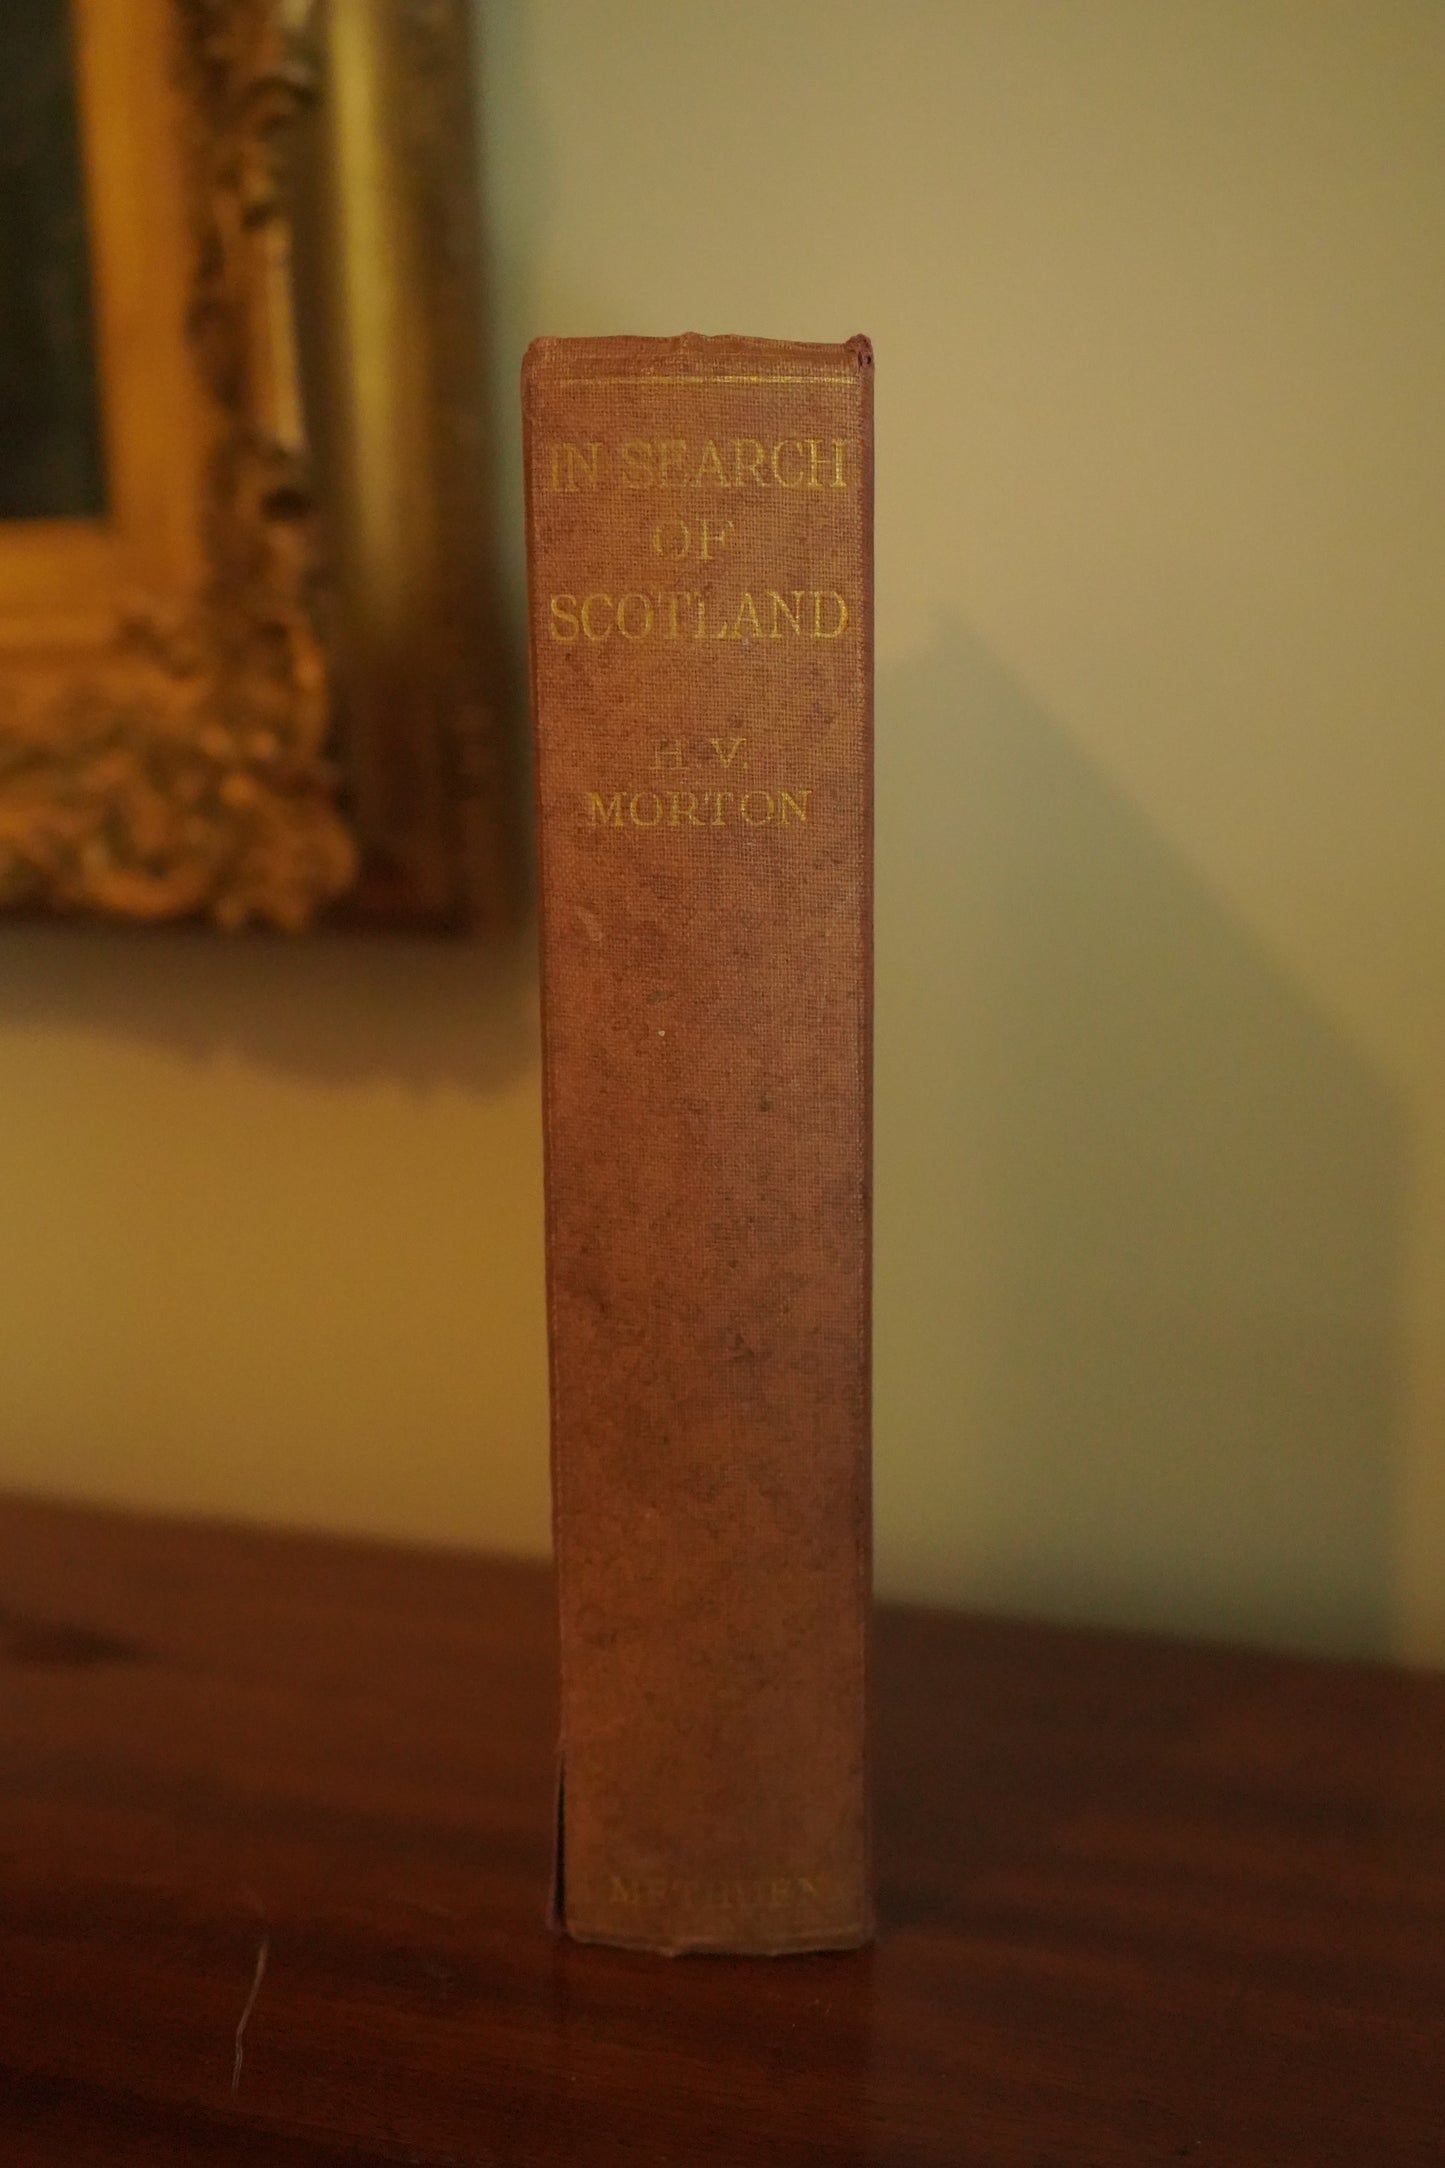 IN SEARCH
OF
SCOTLAND
H. V.
MORTON
METHUEN